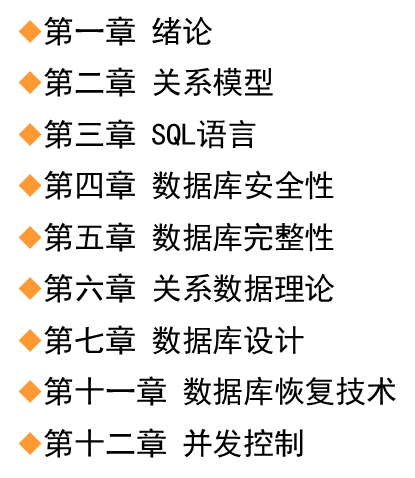 第一章 绪论
第二章 关系模型
第三章 SQL语言
第四章 数据库安全性
第五章 数据库完整性
第六章 关系数据理论
第七章 数据库设计
第十一章 数据库恢复技术
第十二章 并发控制